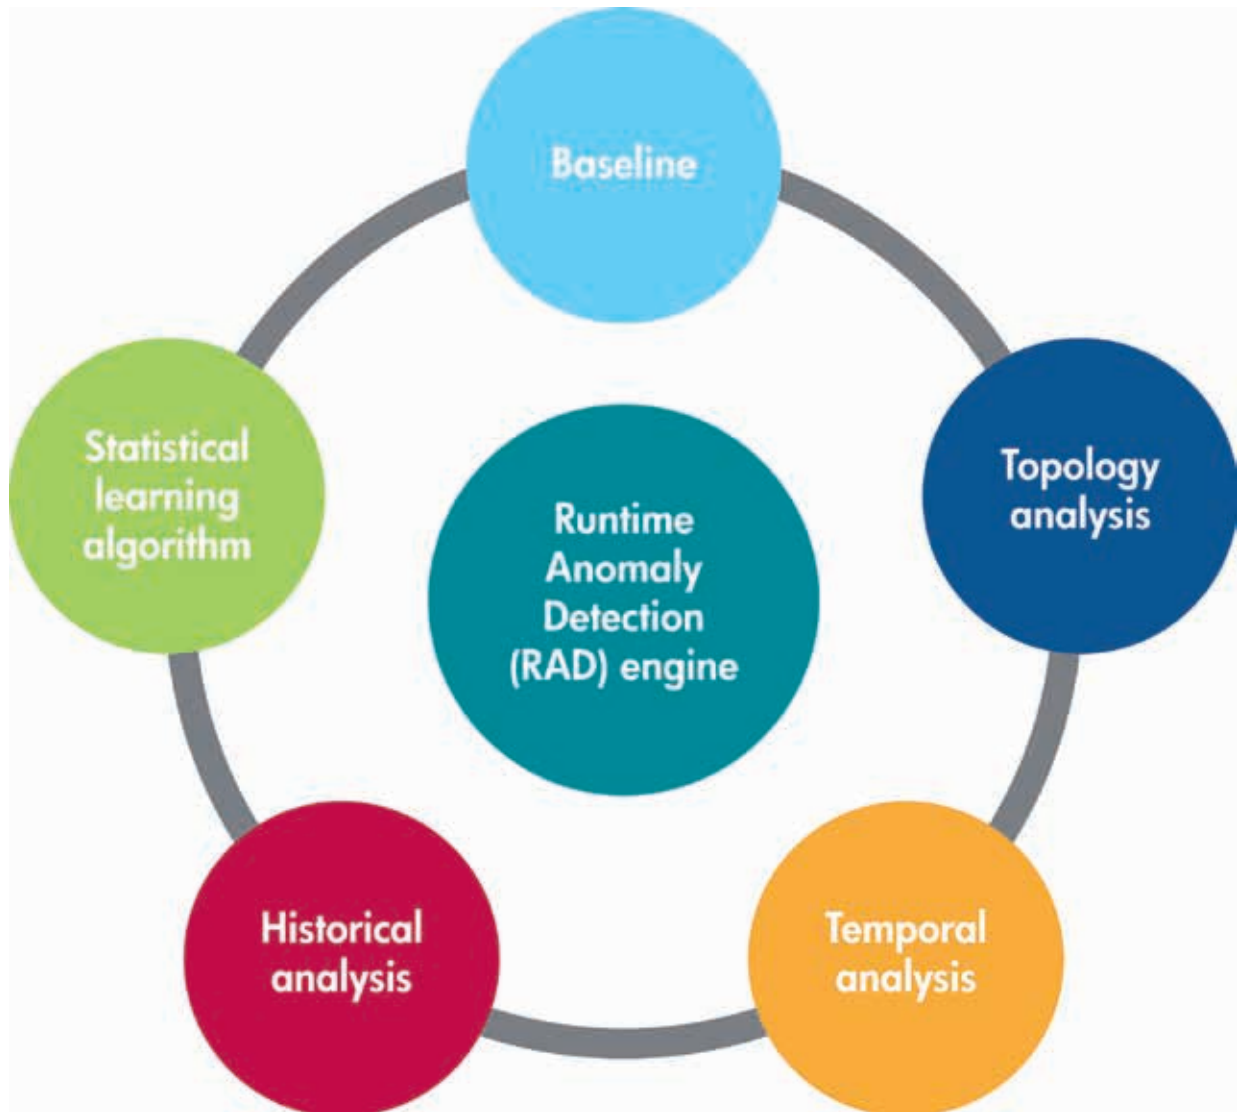 Baseline
Statistical
learning
algorithm
Topology
analysis
Runtime
Anomaly
Detection
(RAD) engine
Historical
analysis
Temporal
analysis